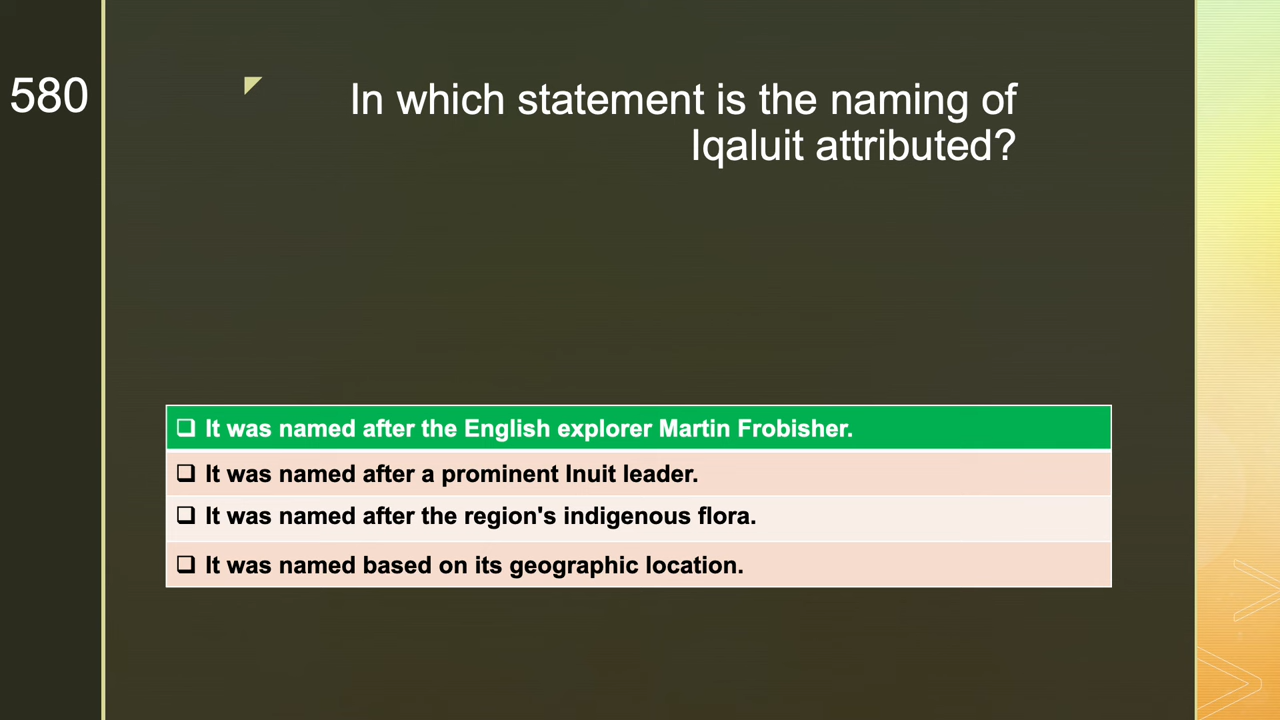 580
In which statement is the naming of
Iqaluit attributed?
❑ It was named after the English explorer Martin Frobisher.
❑ It was named after a prominent Inuit leader.
❑ It was named after the region's indigenous flora.
❑ It was named based on its geographic location.